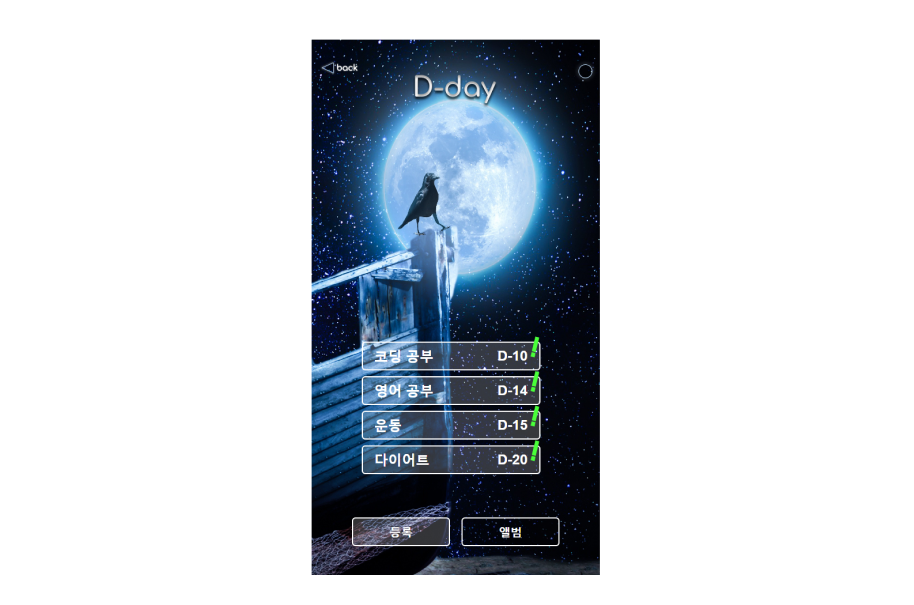 back
D-day
코딩 공부 D-10 !
영어 공부 D-14 !
운동 D-15 !
다이어트 D-20 !
등록 앨범